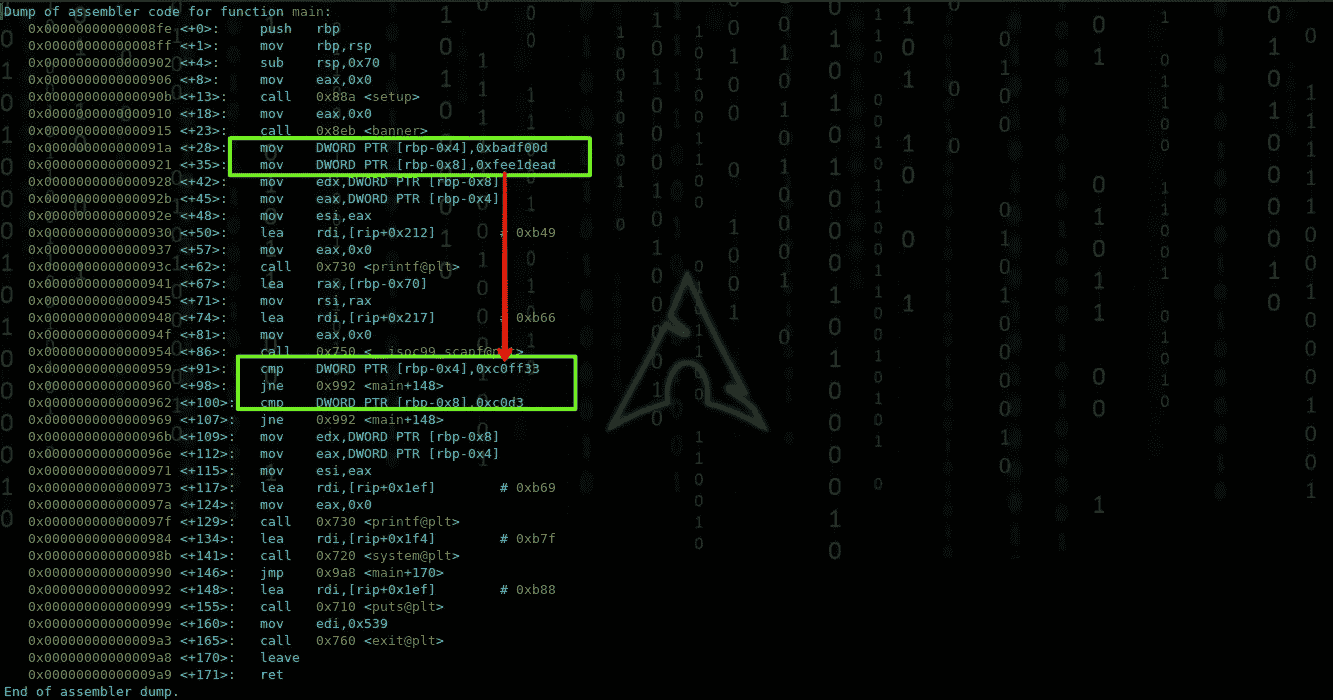 Dump of assembler code for function main:
0x00000000000008fe <+0>: push rbp
0x00000000000008ff <+1>: mov rbp,rsp
0x0000000000000902 <+4>: sub rsp,0x70
0x0000000000000906 <+8>: mov eax,0x0
0x000000000000090b <+13>: call 0x88a <setup>
0x0000000000000910 <+18>: mov eax,0x0
0x0000000000000915 <+23>: call 0x8eb <banner>
0x000000000000091a <+28>: mov DWORD PTR [rbp-0x4],0xbadf00d
0x0000000000000921 <+35>: mov DWORD PTR [rbp-0x8],0xfee1dead
0x0000000000000928 <+42>: mov edx,DWORD PTR [rbp-0x8]
0x000000000000092b <+45>: mov eax,DWORD PTR [rbp-0x4]
0x000000000000092e <+48>: mov esi,eax
0x0000000000000930 <+50>: lea rdi,[rip+0x212] # 0xb49
0x0000000000000937 <+57>: mov eax,0x0
0x000000000000093c <+62>: call 0x730 <printf@plt>
0x0000000000000941 <+67>: lea rax,[rbp-0x70]
0x0000000000000945 <+71>: mov rsi,rax
0x0000000000000948 <+74>: lea rdi,[rip+0x217] # 0xb66
0x000000000000094f <+81>: mov eax,0x0
0x0000000000000954 <+86>: call 0x750 <__isoc99_scanf@plt>
0x0000000000000959 <+91>: cmp DWORD PTR [rbp-0x4],0xc0ff33
0x0000000000000960 <+98>: jne 0x992 <main+148>
0x0000000000000962 <+100>: cmp DWORD PTR [rbp-0x8],0xc0d3
0x0000000000000969 <+107>: jne 0x992 <main+148>
0x000000000000096b <+109>: mov edx,DWORD PTR [rbp-0x8]
0x000000000000096e <+112>: mov eax,DWORD PTR [rbp-0x4]
0x0000000000000971 <+115>: mov esi,eax
0x0000000000000973 <+117>: lea rdi,[rip+0x1ef] # 0xb69
0x000000000000097a <+124>: mov eax,0x0
0x000000000000097f <+129>: call 0x730 <printf@plt>
0x0000000000000984 <+134>: lea rdi,[rip+0x1f4] # 0xb7f
0x000000000000098b <+141>: call 0x720 <system@plt>
0x0000000000000990 <+146>: jmp 0x9a8 <main+170>
0x0000000000000992 <+148>: lea rdi,[rip+0x1ef] # 0xb88
0x0000000000000999 <+155>: call 0x710 <puts@plt>
0x000000000000099e <+160>: mov edi,0x539
0x00000000000009a3 <+165>: call 0x760 <exit@plt>
0x00000000000009a8 <+170>: leave
0x00000000000009a9 <+171>: ret
End of assembler dump.